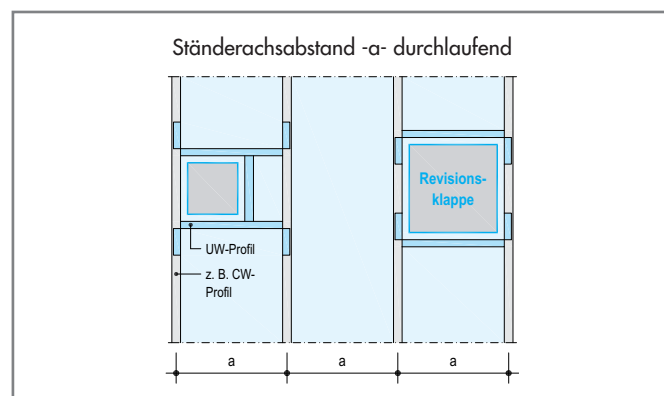 Ständerachsabstand -a- durchlaufend
Revisions-
klappe
UW-Profil
z. B. CW-
Profil
a
a
a